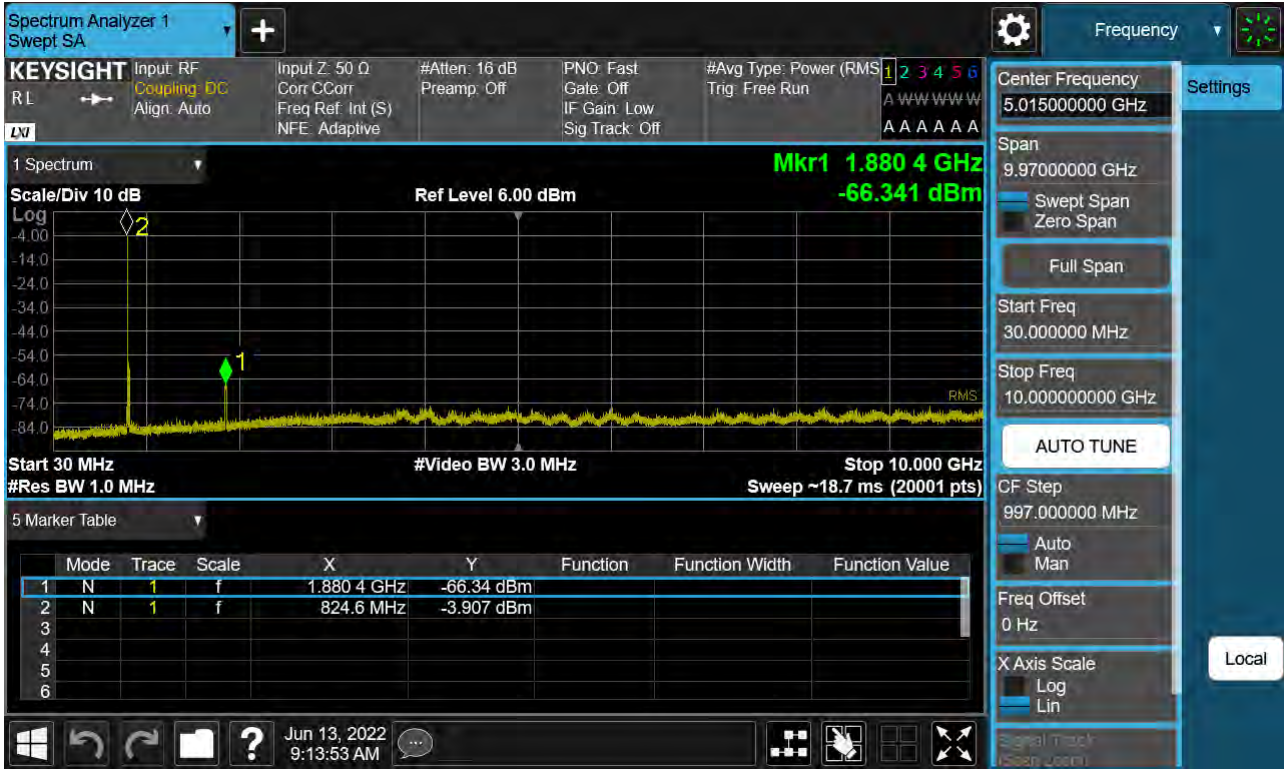 Spectrum Analyzer 1
Swept SA
+
Frequency
KEYSIGHT
RL
LXI
Input: RF
Coupling: DC
Align: Auto
Input Z: 50 Ω
Corr CCorr
Freq Ref: Int (S)
NFE: Adaptive
#Atten: 16 dB
Preamp: Off
PNO: Fast
Gate: Off
IF Gain: Low
Sig Track: Off
#Avg Type: Power (RMS
Trig: Free Run
1 2 3 4 5 6
A W W W W W
A A A A A A
Center Frequency
5.015000000 GHz
Settings
Span
9.97000000 GHz
Swept Span
Zero Span
Full Span
Start Freq
30.000000 MHz
Stop Freq
10.000000000 GHz
AUTO TUNE
CF Step
997.000000 MHz
Auto
Man
Freq Offset
0 Hz
X Axis Scale
Log
Lin
Signal Track
(Span Zoom)
Local
1 Spectrum
Mkr1 1.880 4 GHz
-66.341 dBm
Scale/Div 10 dB
Ref Level 6.00 dBm
Log
2
-4.00
-14.0
-24.0
-34.0
-44.0
-54.0
1
-64.0
-74.0
RMS
-84.0
Start 30 MHz
#Video BW 3.0 MHz
Stop 10.000 GHz
#Res BW 1.0 MHz
Sweep ~18.7 ms (20001 pts)
5 Marker Table
Mode Trace Scale X Y Function Function Width Function Value
1 N 1 f 1.880 4 GHz -66.34 dBm
2 N 1 f 824.6 MHz -3.907 dBm
3
4
5
6
?
Jun 13, 2022
9:13:53 AM